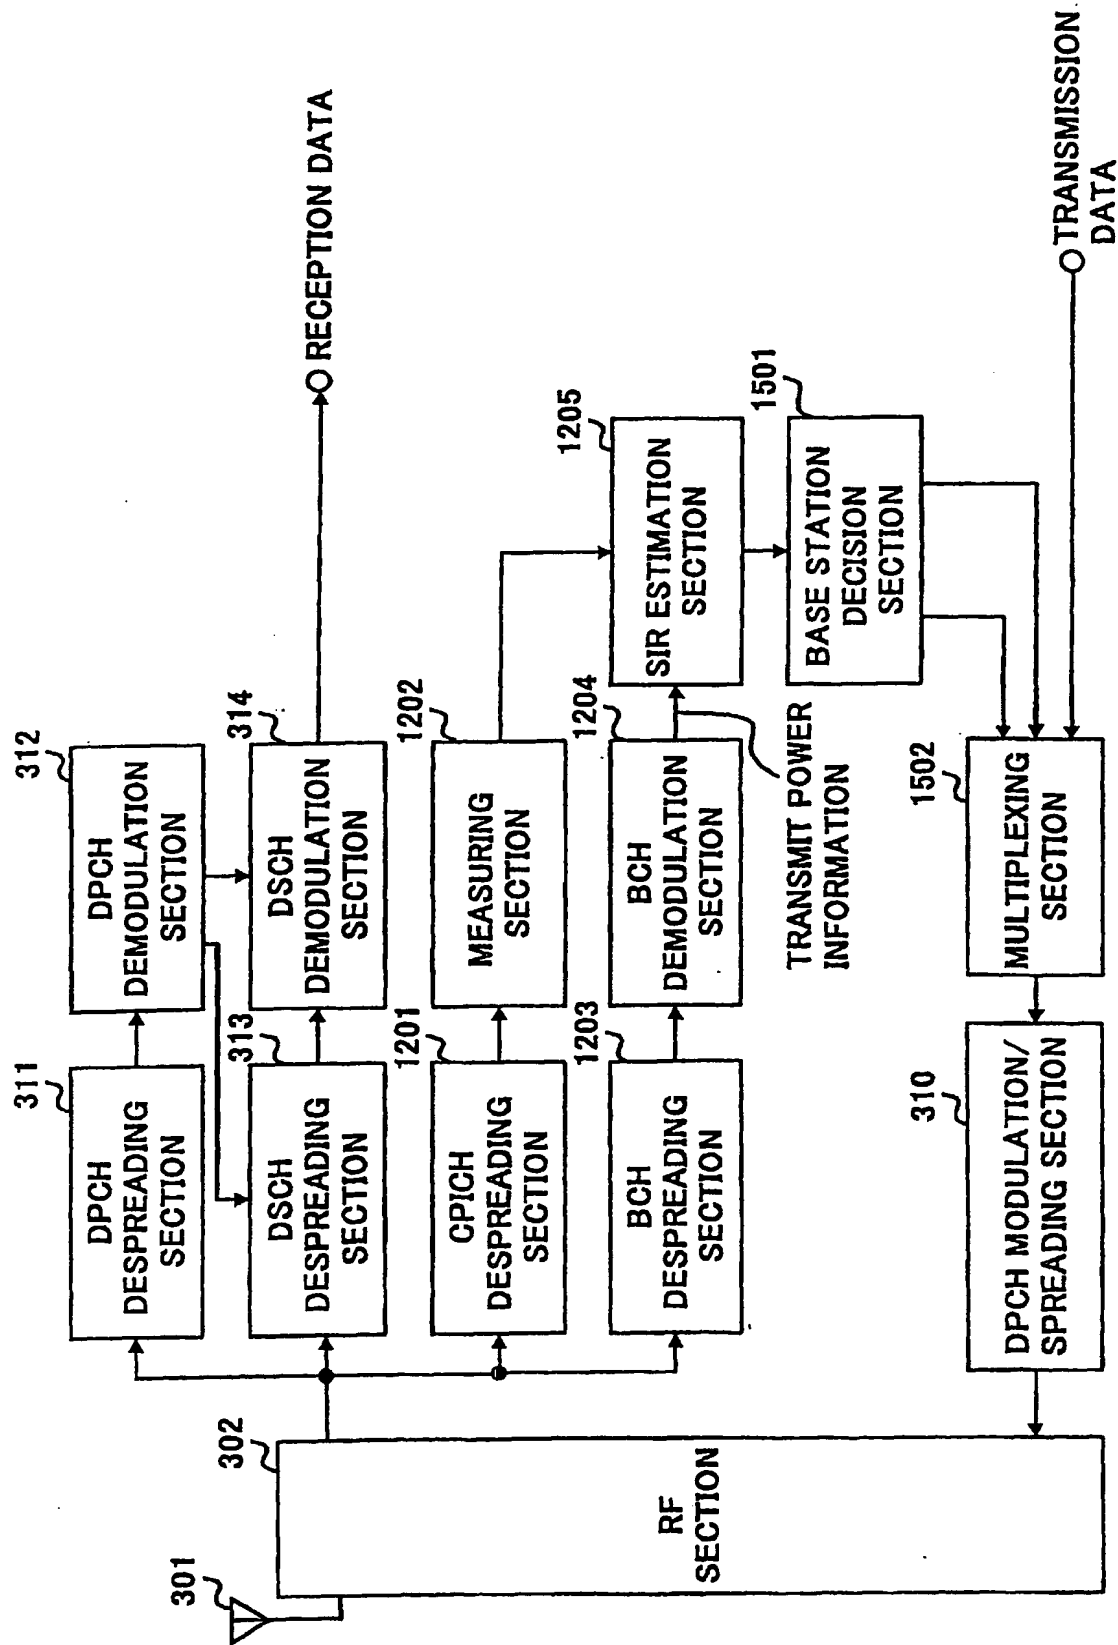 301
302
RF
SECTION
311
DPCH
DESPREADING
SECTION
312
DPCH
DEMODULATION
SECTION
313
DSCH
DESPREADING
SECTION
314
DSCH
DEMODULATION
SECTION
RECEPTION DATA
1201
CPICH
DESPREADING
SECTION
1202
MEASURING
SECTION
1203
BCH
DESPREADING
SECTION
1204
BCH
DEMODULATION
SECTION
TRANSMIT POWER
INFORMATION
1205
SIR ESTIMATION
SECTION
1501
BASE STATION
DECISION
SECTION
310
DPCH MODULATION/
SPREADING SECTION
1502
MULTIPLEXING
SECTION
TRANSMISSION
DATA